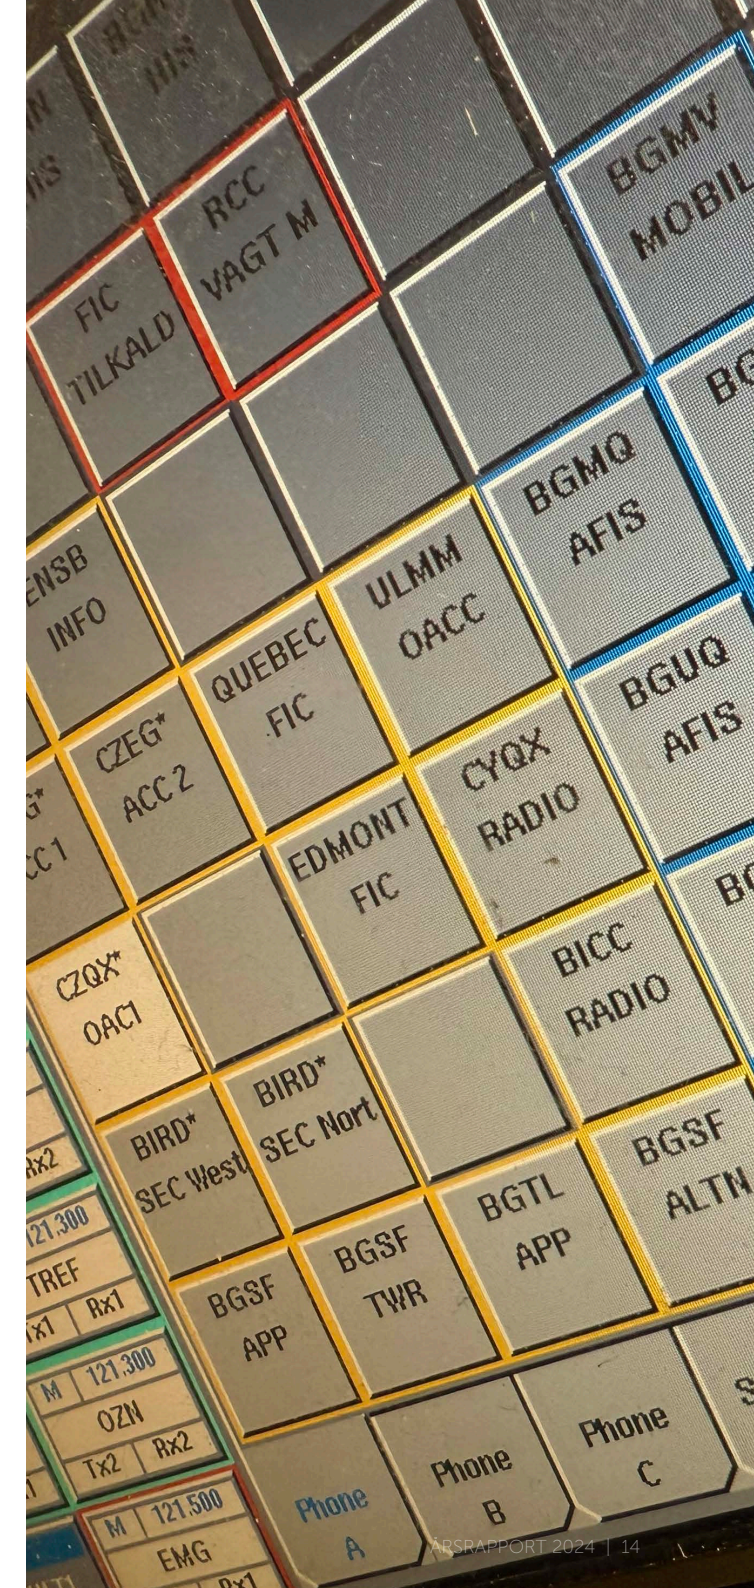 RCC
VAGT M
FIC
TILKALD
BGMV
BGMQ
AFIS
ULMM
OACC
INFO
QUEBEC
FIC
CZEG*
ACC 2
BGUQ
AFIS
CYQX
RADIO
EDMONT
FIC
CZQX*
OAC1
BICC
RADIO
BIRD*
SEC Nort
BIRD*
SEC West
BGSF
ALTN
BGTL
APP
BGSF
TWR
BGSF
APP
Rx2
121.300
TREF
Rx1
M 121.300
OZN
Tx2 Rx2
M 121.500
EMG
Rx1
Phone
A
Phone
B
Phone
C
ÅRSRAPPORT 2024 | 14